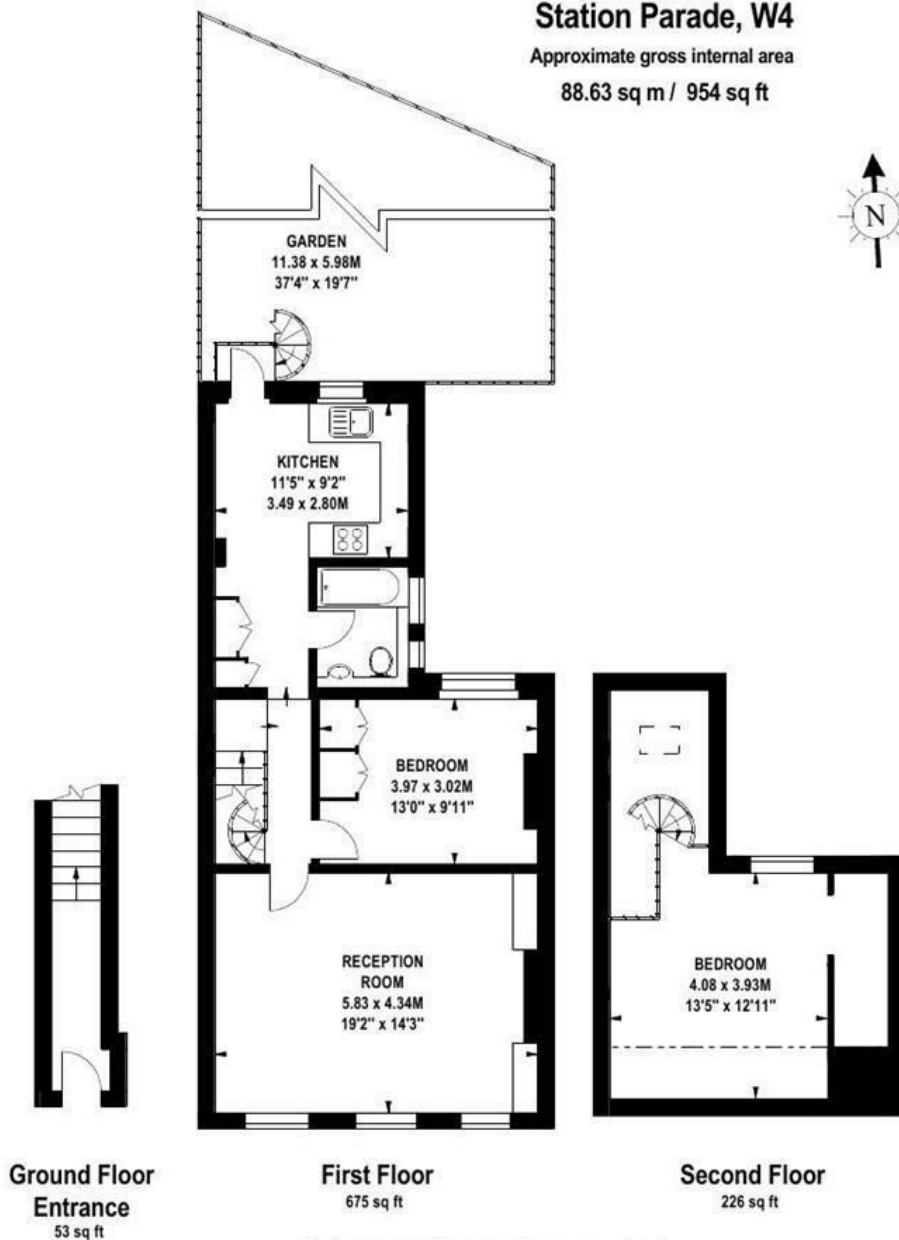 Station Parade, W4
Approximate gross internal area
88.63 sq m / 954 sq ft
N
GARDEN
11.38 x 5.98M
37'4" x 19'7"
KITCHEN
11'5" x 9'2"
3.49 x 2.80M
BEDROOM
3.97 x 3.02M
13'0" x 9'11"
RECEPTION
ROOM
5.83 x 4.34M
19'2" x 14'3"
BEDROOM
4.08 x 3.93M
13'5" x 12'11"
Ground Floor
Entrance
53 sq ft
First Floor
675 sq ft
Second Floor
226 sq ft